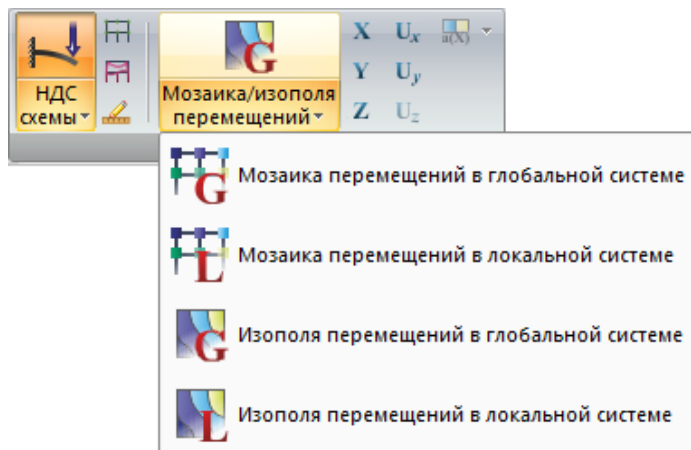 X Ux a(X)
Y Uy
Z Uz
НДС
схемы
Мозаика/изополя
перемещений
G Мозаика перемещений в глобальной системе
L Мозаика перемещений в локальной системе
G Изополя перемещений в глобальной системе
L Изополя перемещений в локальной системе